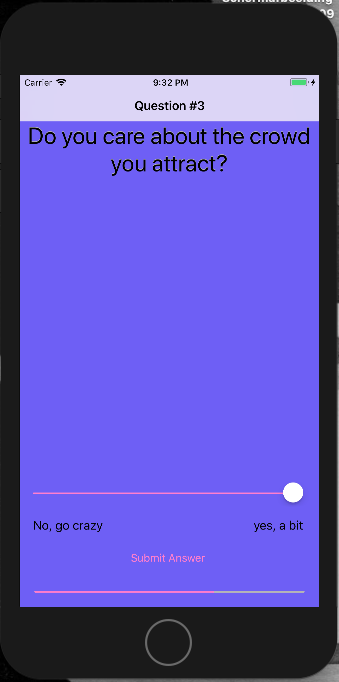 09
Carrier
9:32 PM
Question #3
Do you care about the crowd
you attract?
No, go crazy
yes, a bit
Submit Answer